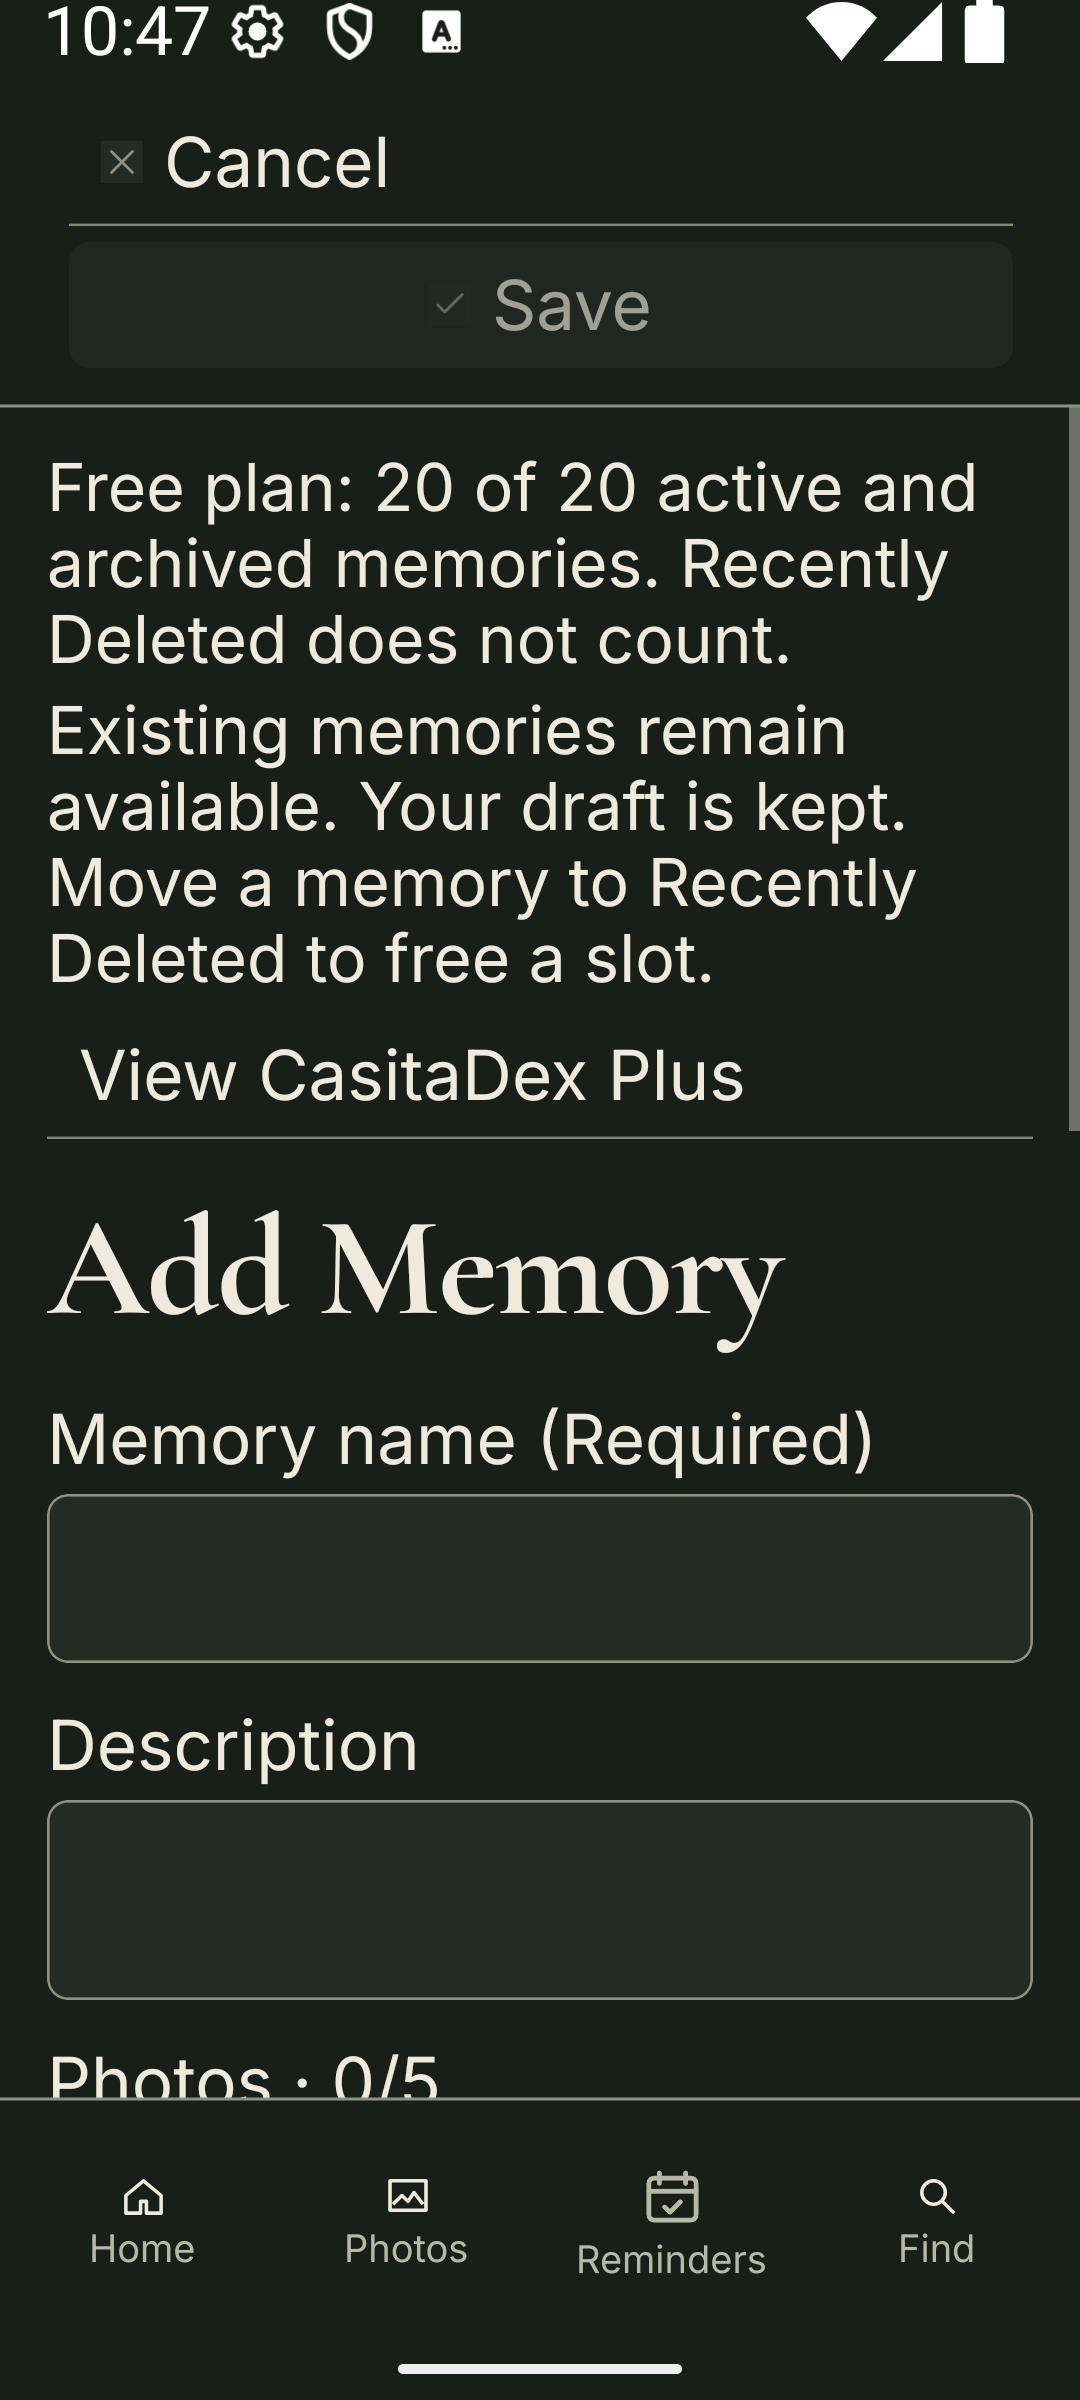 10:47
Cancel
Save
Free plan: 20 of 20 active and
archived memories. Recently
Deleted does not count.
Existing memories remain
available. Your draft is kept.
Move a memory to Recently
Deleted to free a slot.
View CasitaDex Plus
Add Memory
Memory name (Required)
Description
Photos · 0/5
Home
Photos
Reminders
Find